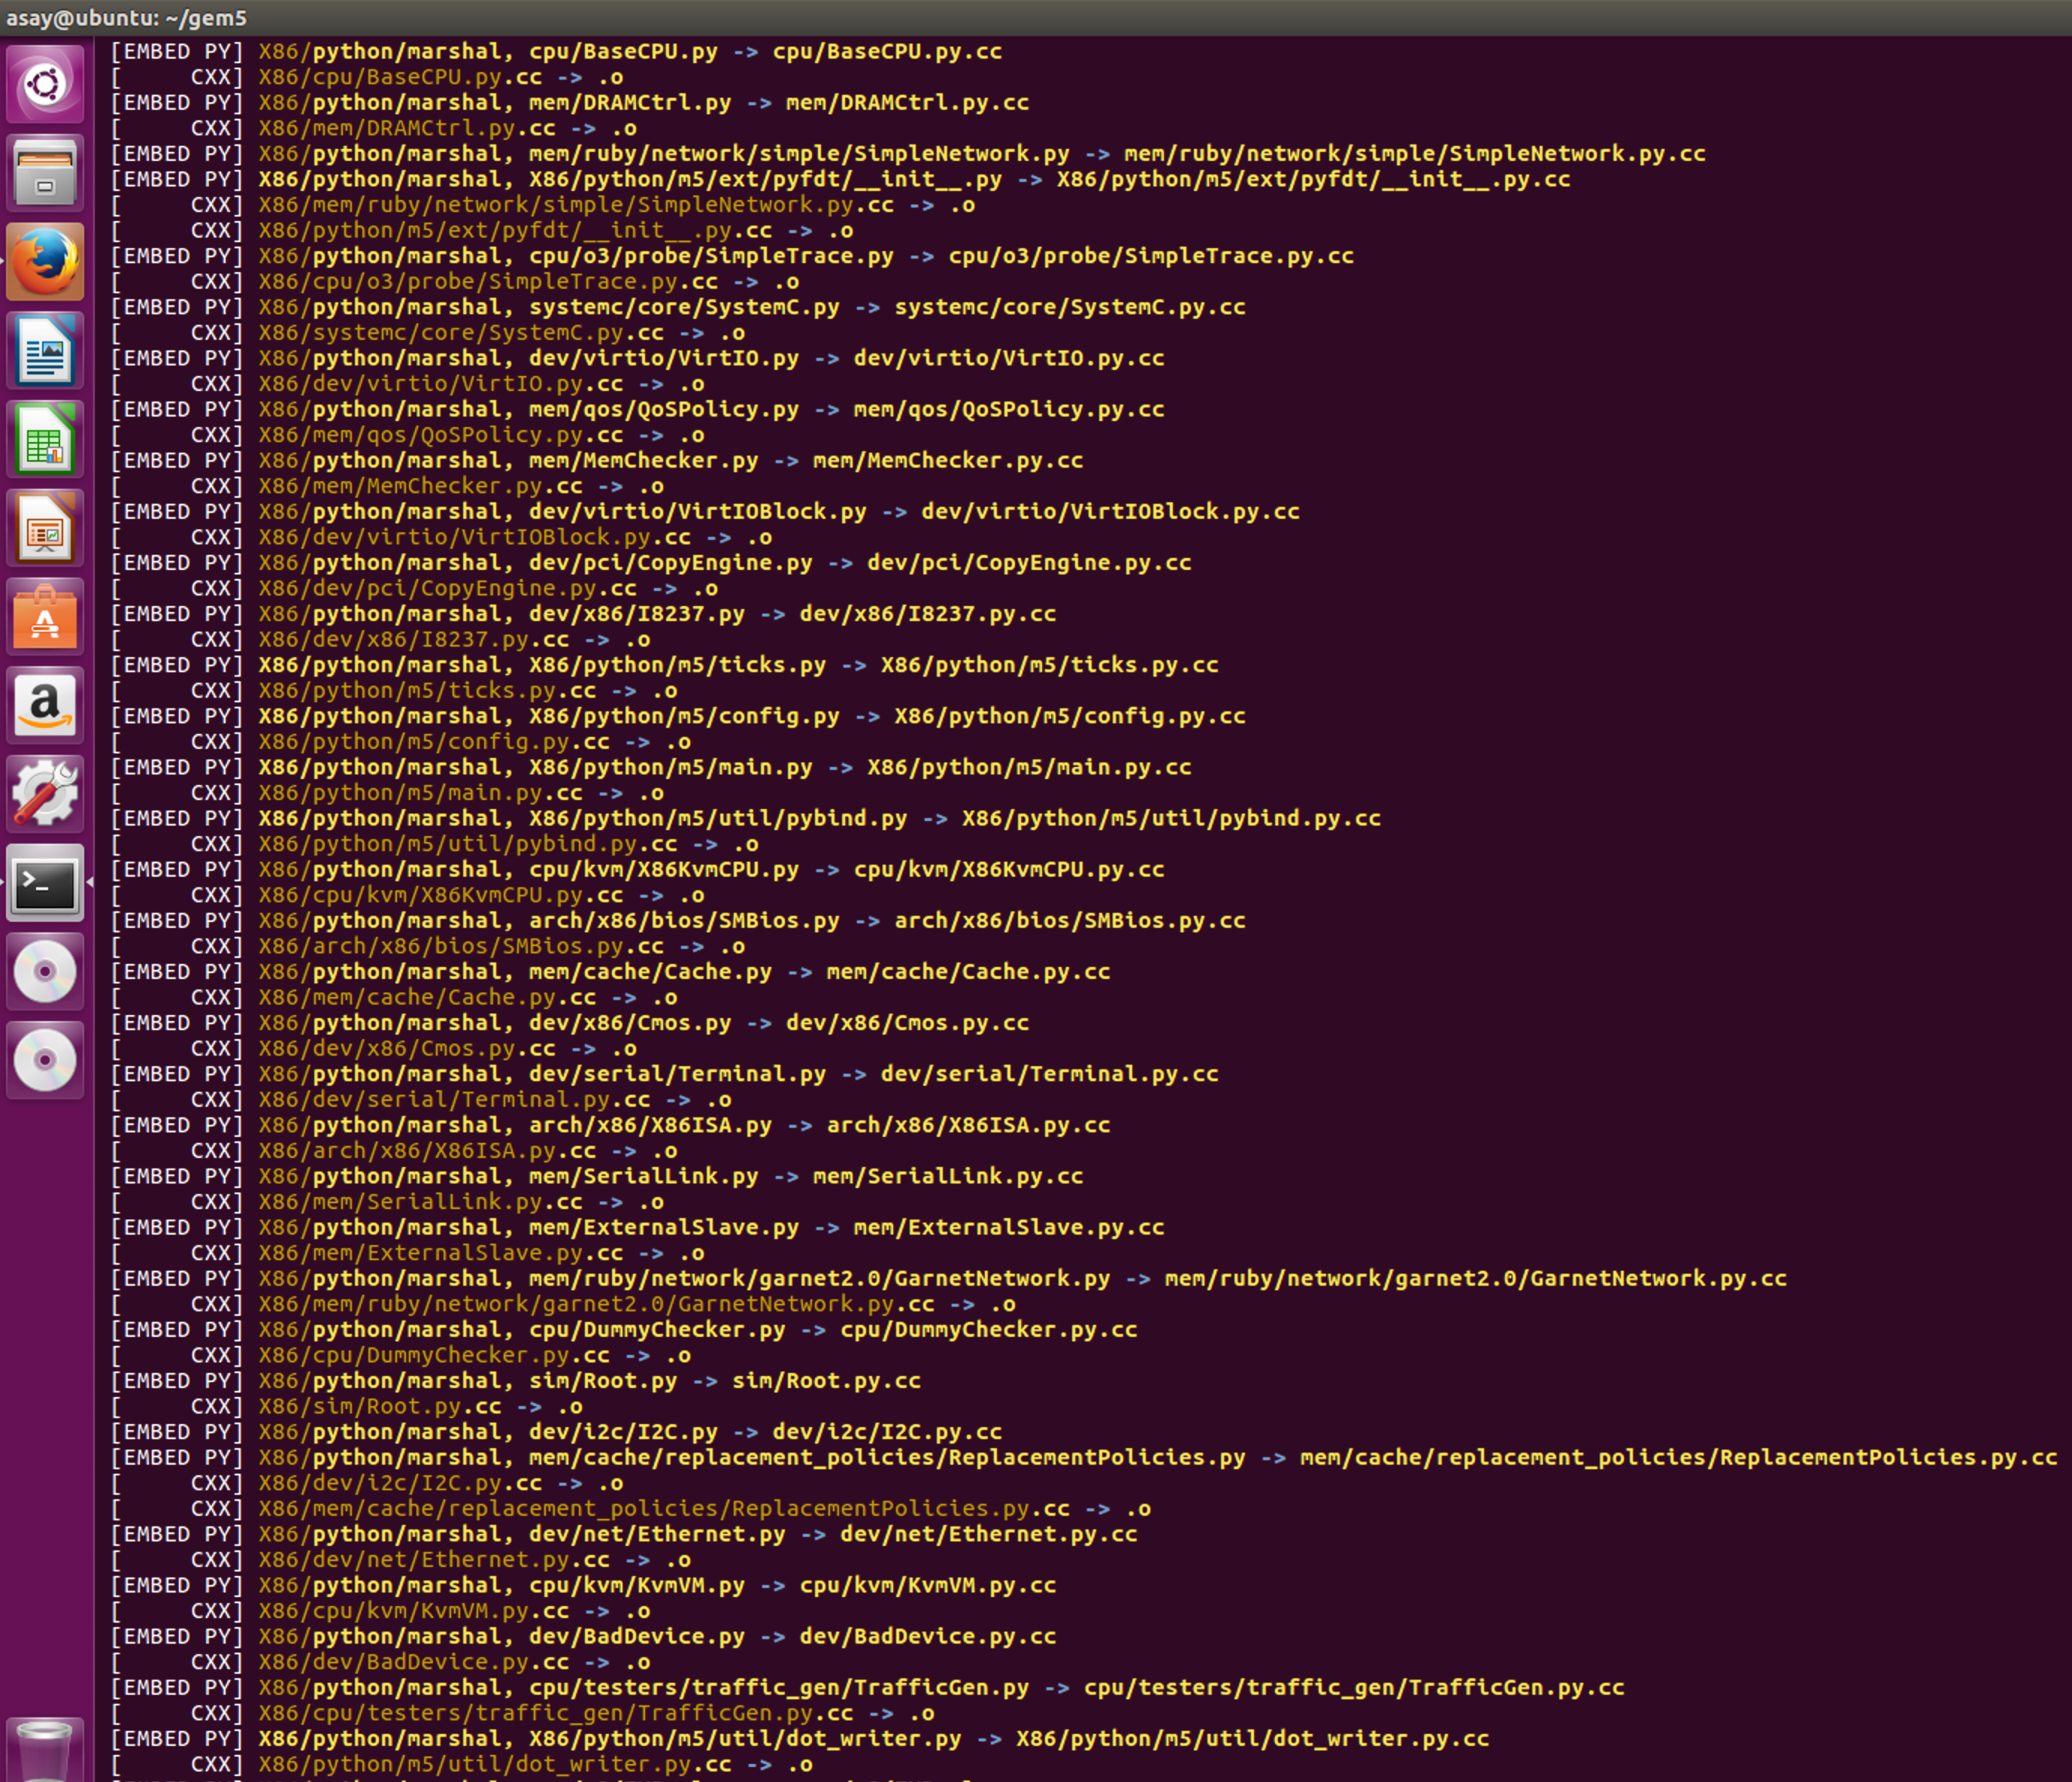 asay@ubuntu: ~/gem5
[EMBED PY] X86/python/marshal, cpu/BaseCPU.py -> cpu/BaseCPU.py.cc
[     CXX] X86/cpu/BaseCPU.py.cc -> .o
[EMBED PY] X86/python/marshal, mem/DRAMCtrl.py -> mem/DRAMCtrl.py.cc
[     CXX] X86/mem/DRAMCtrl.py.cc -> .o
[EMBED PY] X86/python/marshal, mem/ruby/network/simple/SimpleNetwork.py -> mem/ruby/network/simple/SimpleNetwork.py.cc
[EMBED PY] X86/python/marshal, X86/python/m5/ext/pyfdt/__init__.py -> X86/python/m5/ext/pyfdt/__init__.py.cc
[     CXX] X86/mem/ruby/network/simple/SimpleNetwork.py.cc -> .o
[     CXX] X86/python/m5/ext/pyfdt/__init__.py.cc -> .o
[EMBED PY] X86/python/marshal, cpu/o3/probe/SimpleTrace.py -> cpu/o3/probe/SimpleTrace.py.cc
[     CXX] X86/cpu/o3/probe/SimpleTrace.py.cc -> .o
[EMBED PY] X86/python/marshal, systemc/core/SystemC.py -> systemc/core/SystemC.py.cc
[     CXX] X86/systemc/core/SystemC.py.cc -> .o
[EMBED PY] X86/python/marshal, dev/virtio/VirtIO.py -> dev/virtio/VirtIO.py.cc
[     CXX] X86/dev/virtio/VirtIO.py.cc -> .o
[EMBED PY] X86/python/marshal, mem/qos/QoSPolicy.py -> mem/qos/QoSPolicy.py.cc
[     CXX] X86/mem/qos/QoSPolicy.py.cc -> .o
[EMBED PY] X86/python/marshal, mem/MemChecker.py -> mem/MemChecker.py.cc
[     CXX] X86/mem/MemChecker.py.cc -> .o
[EMBED PY] X86/python/marshal, dev/virtio/VirtIOBlock.py -> dev/virtio/VirtIOBlock.py.cc
[     CXX] X86/dev/virtio/VirtIOBlock.py.cc -> .o
[EMBED PY] X86/python/marshal, dev/pci/CopyEngine.py -> dev/pci/CopyEngine.py.cc
[     CXX] X86/dev/pci/CopyEngine.py.cc -> .o
[EMBED PY] X86/python/marshal, dev/x86/I8237.py -> dev/x86/I8237.py.cc
[     CXX] X86/dev/x86/I8237.py.cc -> .o
[EMBED PY] X86/python/marshal, X86/python/m5/ticks.py -> X86/python/m5/ticks.py.cc
[     CXX] X86/python/m5/ticks.py.cc -> .o
[EMBED PY] X86/python/marshal, X86/python/m5/config.py -> X86/python/m5/config.py.cc
[     CXX] X86/python/m5/config.py.cc -> .o
[EMBED PY] X86/python/marshal, X86/python/m5/main.py -> X86/python/m5/main.py.cc
[     CXX] X86/python/m5/main.py.cc -> .o
[EMBED PY] X86/python/marshal, X86/python/m5/util/pybind.py -> X86/python/m5/util/pybind.py.cc
[     CXX] X86/python/m5/util/pybind.py.cc -> .o
[EMBED PY] X86/python/marshal, cpu/kvm/X86KvmCPU.py -> cpu/kvm/X86KvmCPU.py.cc
[     CXX] X86/cpu/kvm/X86KvmCPU.py.cc -> .o
[EMBED PY] X86/python/marshal, arch/x86/bios/SMBios.py -> arch/x86/bios/SMBios.py.cc
[     CXX] X86/arch/x86/bios/SMBios.py.cc -> .o
[EMBED PY] X86/python/marshal, mem/cache/Cache.py -> mem/cache/Cache.py.cc
[     CXX] X86/mem/cache/Cache.py.cc -> .o
[EMBED PY] X86/python/marshal, dev/x86/Cmos.py -> dev/x86/Cmos.py.cc
[     CXX] X86/dev/x86/Cmos.py.cc -> .o
[EMBED PY] X86/python/marshal, dev/serial/Terminal.py -> dev/serial/Terminal.py.cc
[     CXX] X86/dev/serial/Terminal.py.cc -> .o
[EMBED PY] X86/python/marshal, arch/x86/X86ISA.py -> arch/x86/X86ISA.py.cc
[     CXX] X86/arch/x86/X86ISA.py.cc -> .o
[EMBED PY] X86/python/marshal, mem/SerialLink.py -> mem/SerialLink.py.cc
[     CXX] X86/mem/SerialLink.py.cc -> .o
[EMBED PY] X86/python/marshal, mem/ExternalSlave.py -> mem/ExternalSlave.py.cc
[     CXX] X86/mem/ExternalSlave.py.cc -> .o
[EMBED PY] X86/python/marshal, mem/ruby/network/garnet2.0/GarnetNetwork.py -> mem/ruby/network/garnet2.0/GarnetNetwork.py.cc
[     CXX] X86/mem/ruby/network/garnet2.0/GarnetNetwork.py.cc -> .o
[EMBED PY] X86/python/marshal, cpu/DummyChecker.py -> cpu/DummyChecker.py.cc
[     CXX] X86/cpu/DummyChecker.py.cc -> .o
[EMBED PY] X86/python/marshal, sim/Root.py -> sim/Root.py.cc
[     CXX] X86/sim/Root.py.cc -> .o
[EMBED PY] X86/python/marshal, dev/i2c/I2C.py -> dev/i2c/I2C.py.cc
[EMBED PY] X86/python/marshal, mem/cache/replacement_policies/ReplacementPolicies.py -> mem/cache/replacement_policies/ReplacementPolicies.py.cc
[     CXX] X86/dev/i2c/I2C.py.cc -> .o
[     CXX] X86/mem/cache/replacement_policies/ReplacementPolicies.py.cc -> .o
[EMBED PY] X86/python/marshal, dev/net/Ethernet.py -> dev/net/Ethernet.py.cc
[     CXX] X86/dev/net/Ethernet.py.cc -> .o
[EMBED PY] X86/python/marshal, cpu/kvm/KvmVM.py -> cpu/kvm/KvmVM.py.cc
[     CXX] X86/cpu/kvm/KvmVM.py.cc -> .o
[EMBED PY] X86/python/marshal, dev/BadDevice.py -> dev/BadDevice.py.cc
[     CXX] X86/dev/BadDevice.py.cc -> .o
[EMBED PY] X86/python/marshal, cpu/testers/traffic_gen/TrafficGen.py -> cpu/testers/traffic_gen/TrafficGen.py.cc
[     CXX] X86/cpu/testers/traffic_gen/TrafficGen.py.cc -> .o
[EMBED PY] X86/python/marshal, X86/python/m5/util/dot_writer.py -> X86/python/m5/util/dot_writer.py.cc
[     CXX] X86/python/m5/util/dot_writer.py.cc -> .o